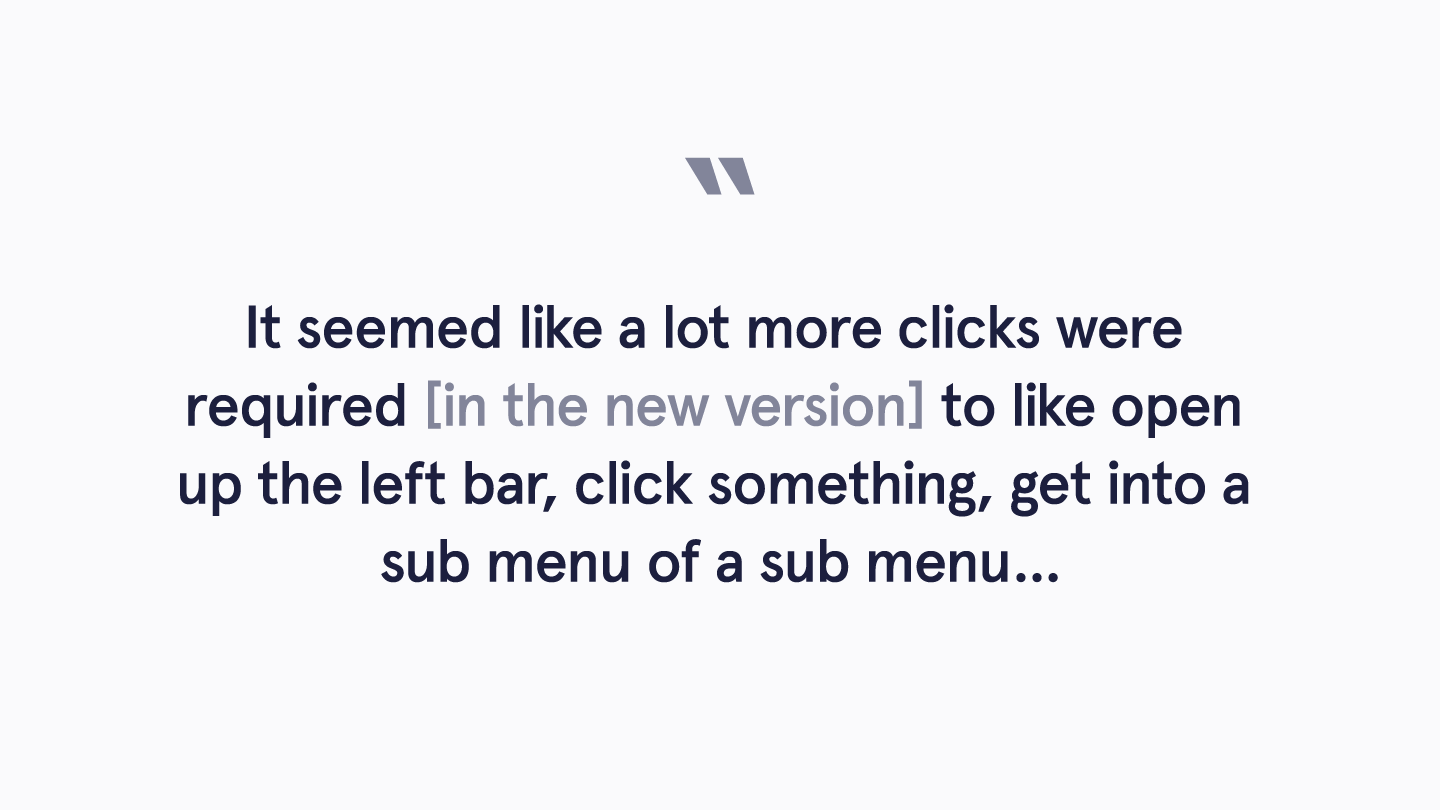 ‟
It seemed like a lot more clicks were
required [in the new version] to like open
up the left bar, click something, get into a
sub menu of a sub menu...